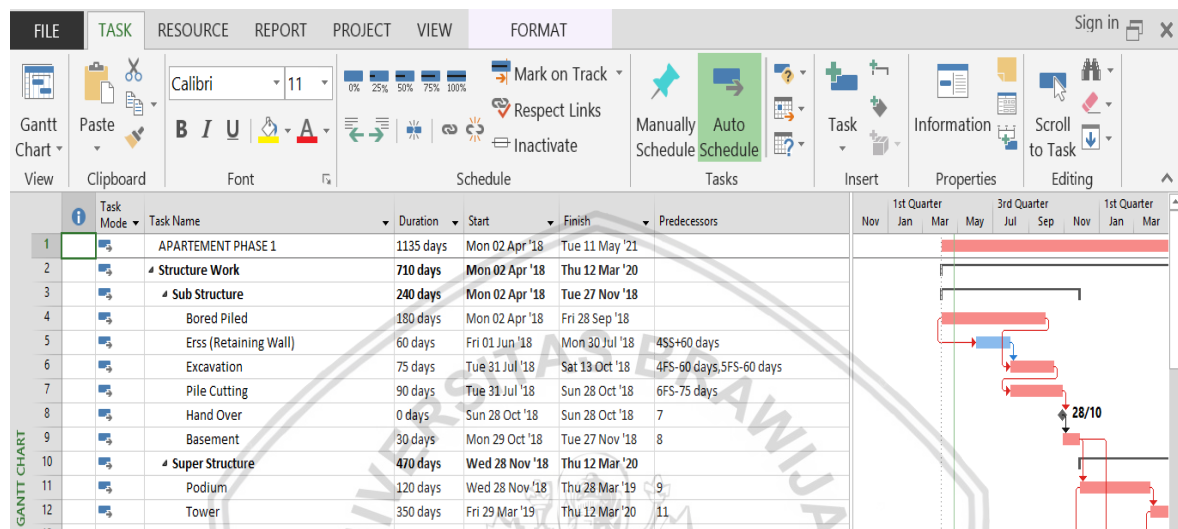 FILE TASK RESOURCE REPORT PROJECT VIEW FORMAT Sign in
Calibri 11
0% 25% 50% 75% 100%
Mark on Track
Respect Links
Inactivate
B I U A
Gantt Chart
Paste
Manually Schedule
Auto Schedule
Task
Information
Scroll to Task
View Clipboard Font Schedule Tasks Insert Properties Editing
Task Mode Task Name Duration Start Finish Predecessors
1st Quarter 3rd Quarter 1st Quarter
Nov Jan Mar May Jul Sep Nov Jan Mar
1 APARTEMENT PHASE 1 1135 days Mon 02 Apr '18 Tue 11 May '21
2 Structure Work 710 days Mon 02 Apr '18 Thu 12 Mar '20
3 Sub Structure 240 days Mon 02 Apr '18 Tue 27 Nov '18
4 Bored Piled 180 days Mon 02 Apr '18 Fri 28 Sep '18
5 Erss (Retaining Wall) 60 days Fri 01 Jun '18 Mon 30 Jul '18 4SS+60 days
6 Excavation 75 days Tue 31 Jul '18 Sat 13 Oct '18 4FS-60 days,5FS-60 days
7 Pile Cutting 90 days Tue 31 Jul '18 Sun 28 Oct '18 6FS-75 days
8 Hand Over 0 days Sun 28 Oct '18 Sun 28 Oct '18 7 28/10
9 Basement 30 days Mon 29 Oct '18 Tue 27 Nov '18 8
10 Super Structure 470 days Wed 28 Nov '18 Thu 12 Mar '20
11 Podium 120 days Wed 28 Nov '18 Thu 28 Mar '19 9
12 Tower 350 days Fri 29 Mar '19 Thu 12 Mar '20 11
GANTT CHART
IVERSITAS BRAWIJA